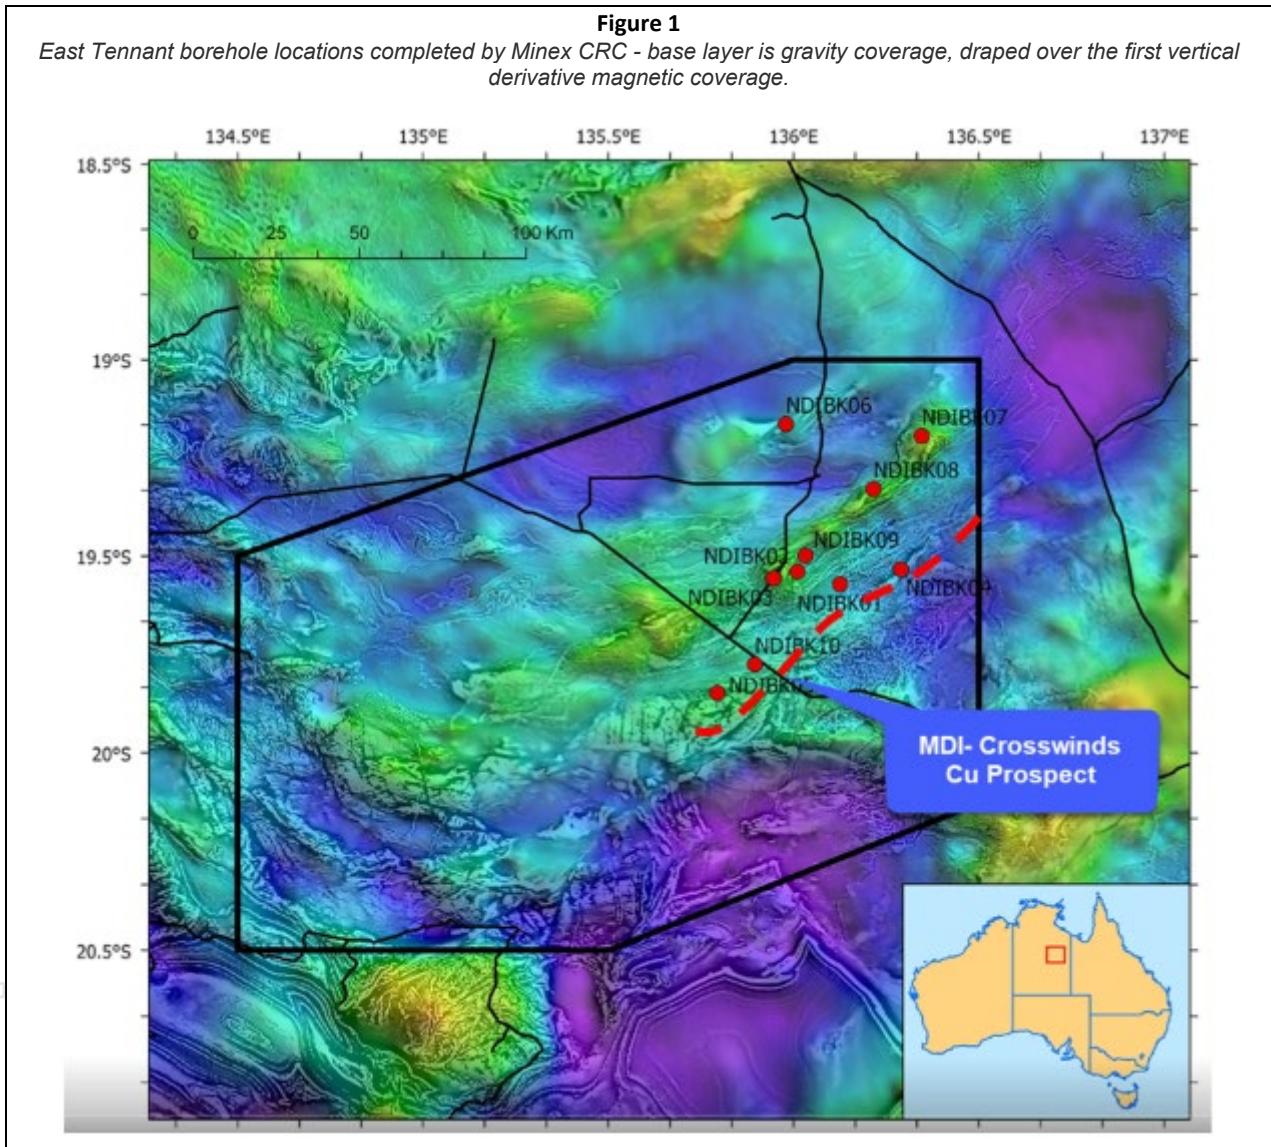 Figure 1
East Tennant borehole locations completed by Minex CRC - base layer is gravity coverage, draped over the first vertical
derivative magnetic coverage.
134.5°E 135°E 135.5°E 136°E 136.5°E 137°E
18.5°S
0 25 50 100 Km
19°S
NDIBK06
NDIBK07
NDIBK08
19.5°S
NDIBK09
NDIBK03
NDIBK01
NDIBK04
NDIBK10
20°S
MDI- Crosswinds
Cu Prospect
20.5°S